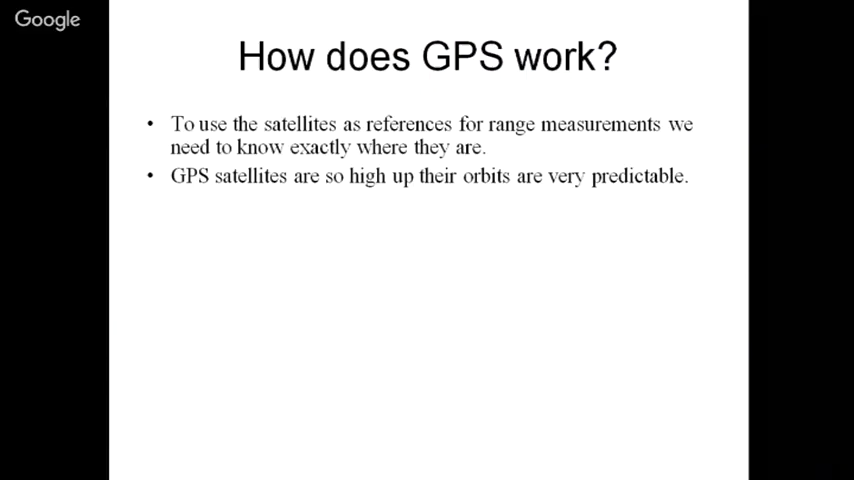 Google
How does GPS work?
• To use the satellites as references for range measurements we
need to know exactly where they are.
• GPS satellites are so high up their orbits are very predictable.